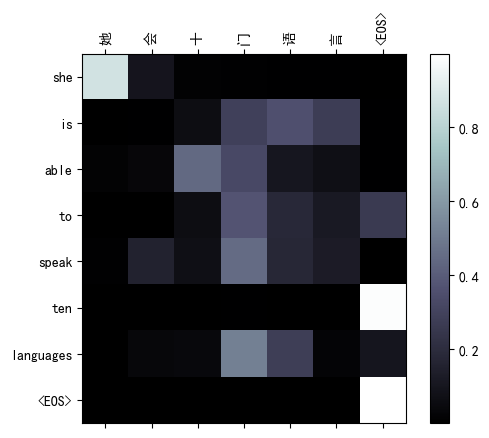 她 会 十 门 语 言 <EOS>
she
is
able
to
speak
ten
languages
<EOS>
0.8
0.6
0.4
0.2